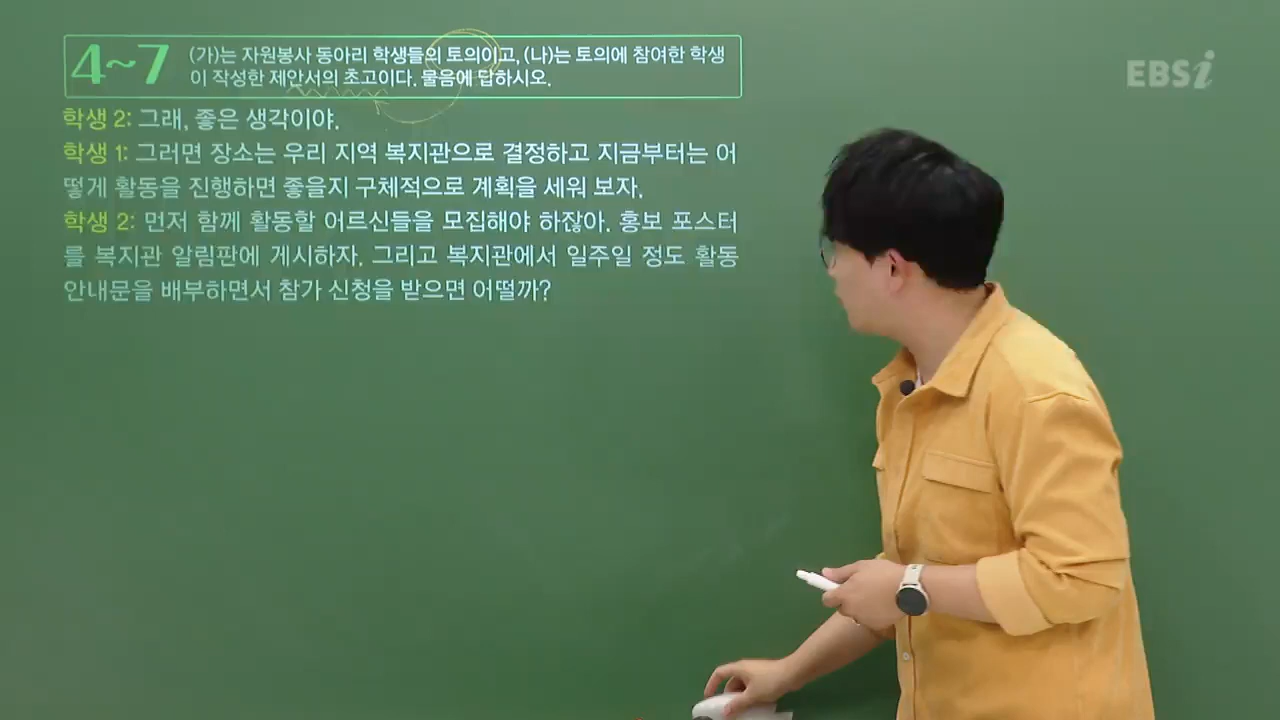 4~7 (가)는 자원봉사 동아리 학생들의 토의이고, (나)는 토의에 참여한 학생
이 작성한 제안서의 초고이다. 물음에 답하시오.
EBSi
학생 2: 그래, 좋은 생각이야.
학생 1: 그러면 장소는 우리 지역 복지관으로 결정하고 지금부터는 어
떻게 활동을 진행하면 좋을지 구체적으로 계획을 세워 보자.
학생 2: 먼저 함께 활동할 어르신들을 모집해야 하잖아. 홍보 포스터
를 복지관 알림판에 게시하자. 그리고 복지관에서 일주일 정도 활동
안내문을 배부하면서 참가 신청을 받으면 어떨까?